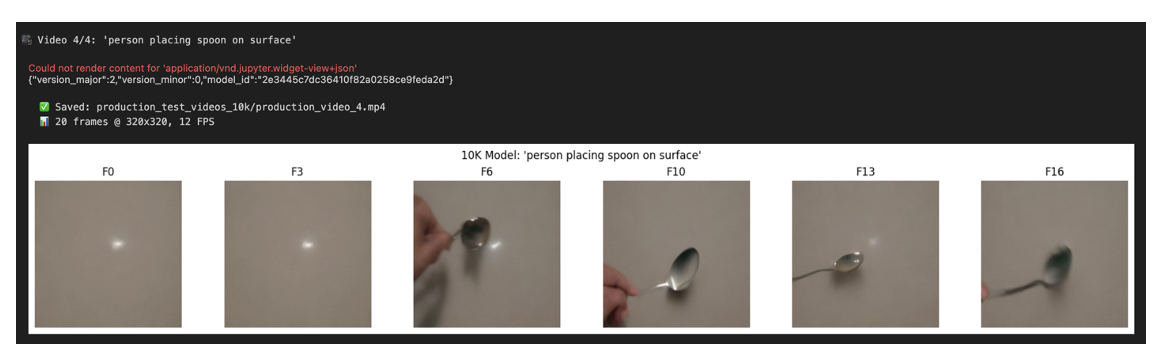 Video 4/4: 'person placing spoon on surface'
Could not render content for 'application/vnd.jupyter.widget-view+json'
{"version_major":2,"version_minor":0,"model_id":"2e3445c7dc36410f82a0258ce9feda2d"}
✅ Saved: production_test_videos_10k/production_video_4.mp4
📊 20 frames @ 320x320, 12 FPS
10K Model: 'person placing spoon on surface'
F0 F3 F6 F10 F13 F16